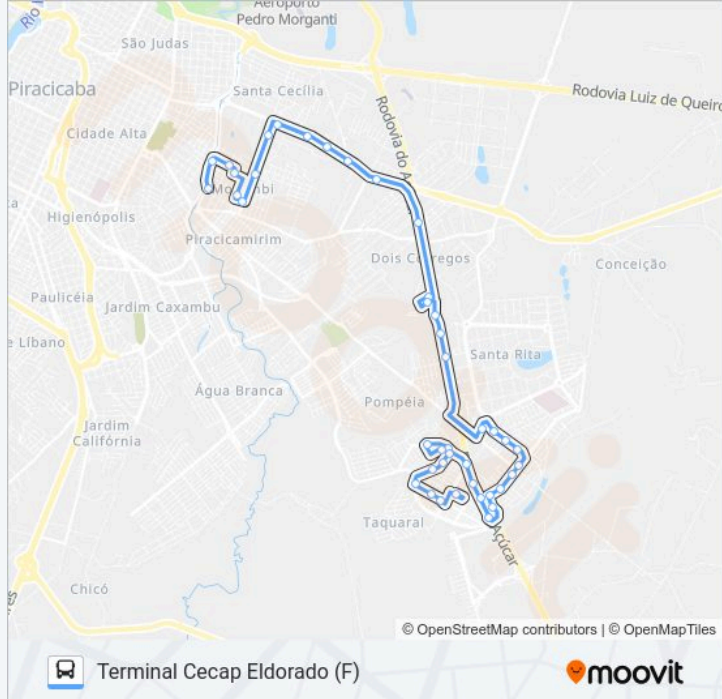 Aeroporto
Pedro Morganti
Rio
São Judas
Piracicaba
Santa Cecília
Rodovia Luiz de Queiro
Cidade Alta
Rodovia do A
Higienópolis
Piracicamirim
Dois Córregos
Conceição
Paulicéia
Jardim Caxambu
e Líbano
Santa Rita
Água Branca
Pompéia
Jardim
Califórnia
Taquaral
Açúcar
Chicó
© OpenStreetMap contributors | © OpenMapTiles
Terminal Cecap Eldorado (F)
moovit